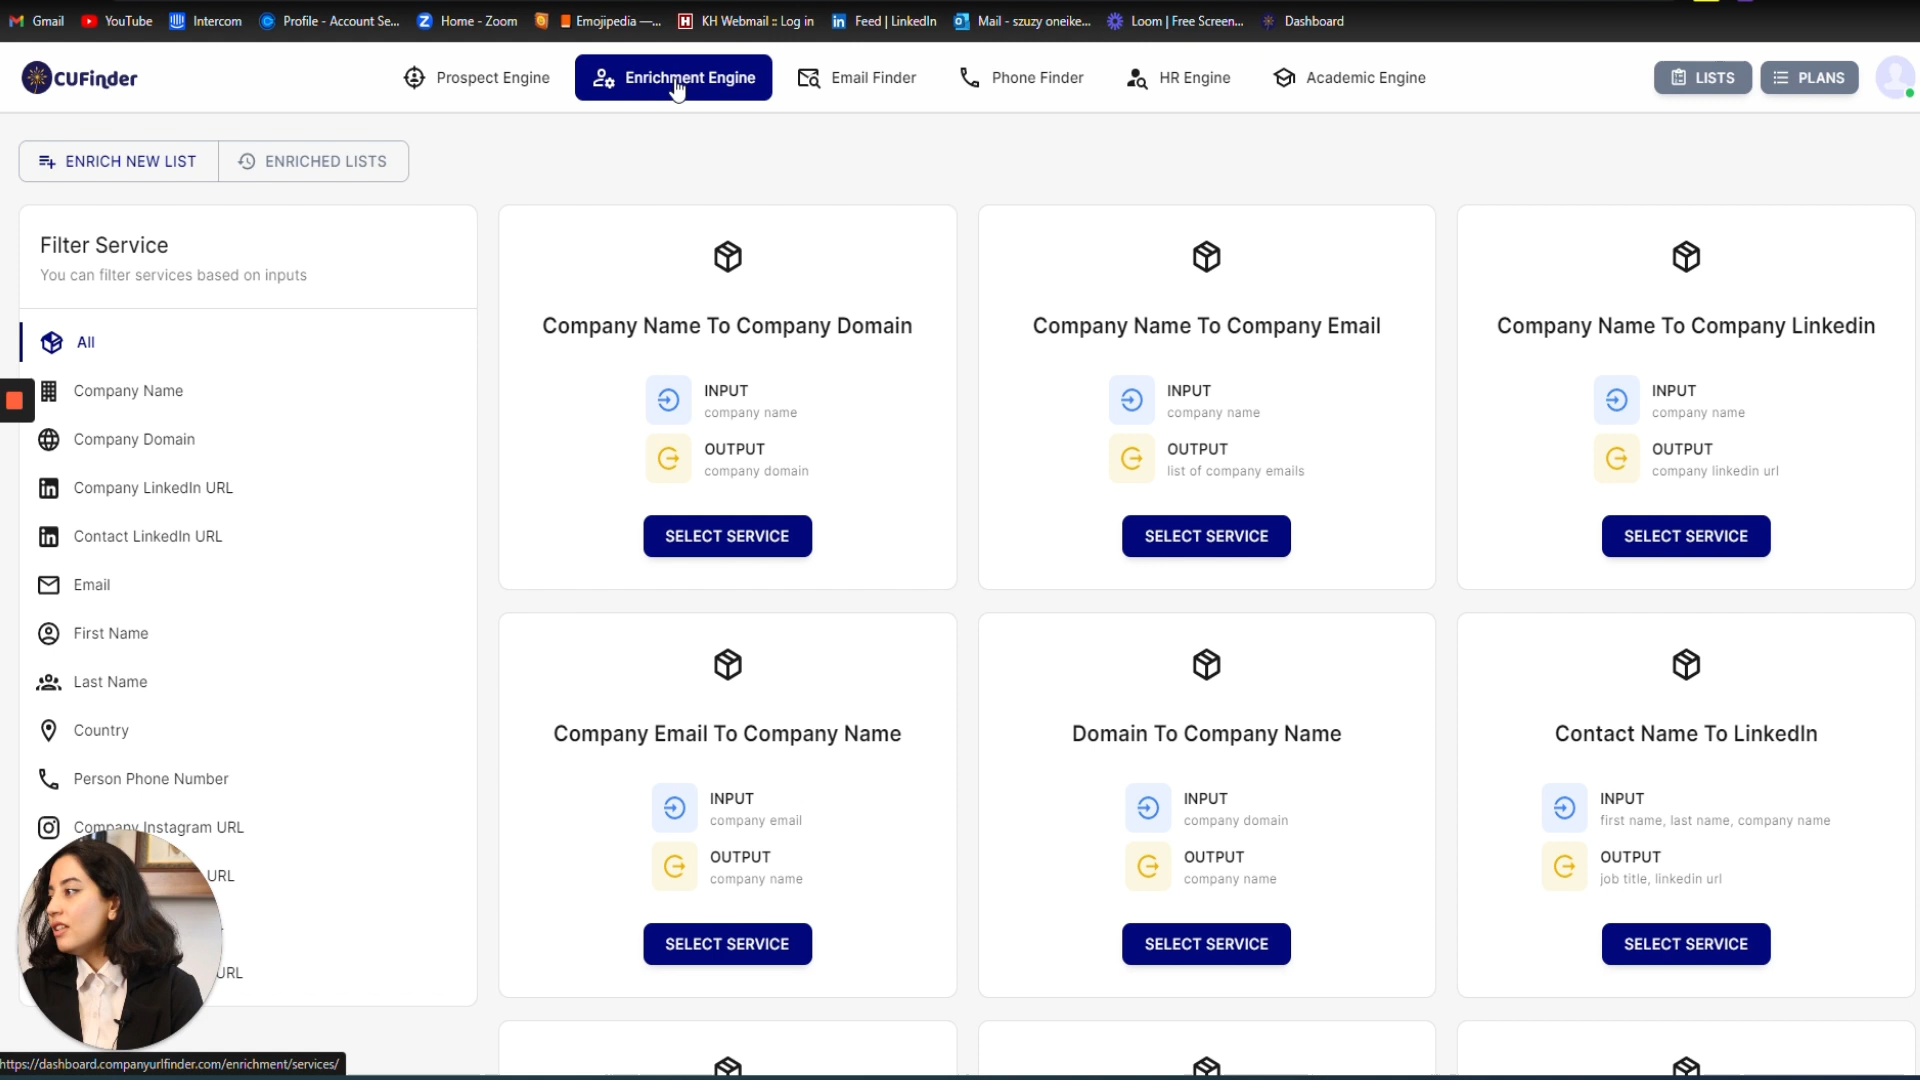 Gmail
YouTube
Intercom
Profile - Account Se...
Home - Zoom
Emojipedia —...
KH Webmail :: Log in
Feed | LinkedIn
Mail - szuzy oneike...
Loom | Free Screen...
Dashboard
CUFinder
Prospect Engine
Enrichment Engine
Email Finder
Phone Finder
HR Engine
Academic Engine
LISTS
PLANS
ENRICH NEW LIST
ENRICHED LISTS
Filter Service
You can filter services based on inputs
All
Company Name
Company Domain
Company LinkedIn URL
Contact LinkedIn URL
Email
First Name
Last Name
Country
Person Phone Number
Company Instagram URL
URL
URL
Company Name To Company Domain
INPUT
company name
OUTPUT
company domain
SELECT SERVICE
Company Name To Company Email
INPUT
company name
OUTPUT
list of company emails
SELECT SERVICE
Company Name To Company Linkedin
INPUT
company name
OUTPUT
company linkedin url
SELECT SERVICE
Company Email To Company Name
INPUT
company email
OUTPUT
company name
SELECT SERVICE
Domain To Company Name
INPUT
company domain
OUTPUT
company name
SELECT SERVICE
Contact Name To LinkedIn
INPUT
first name, last name, company name
OUTPUT
job title, linkedin url
SELECT SERVICE
https://dashboard.companyurlfinder.com/enrichment/services/